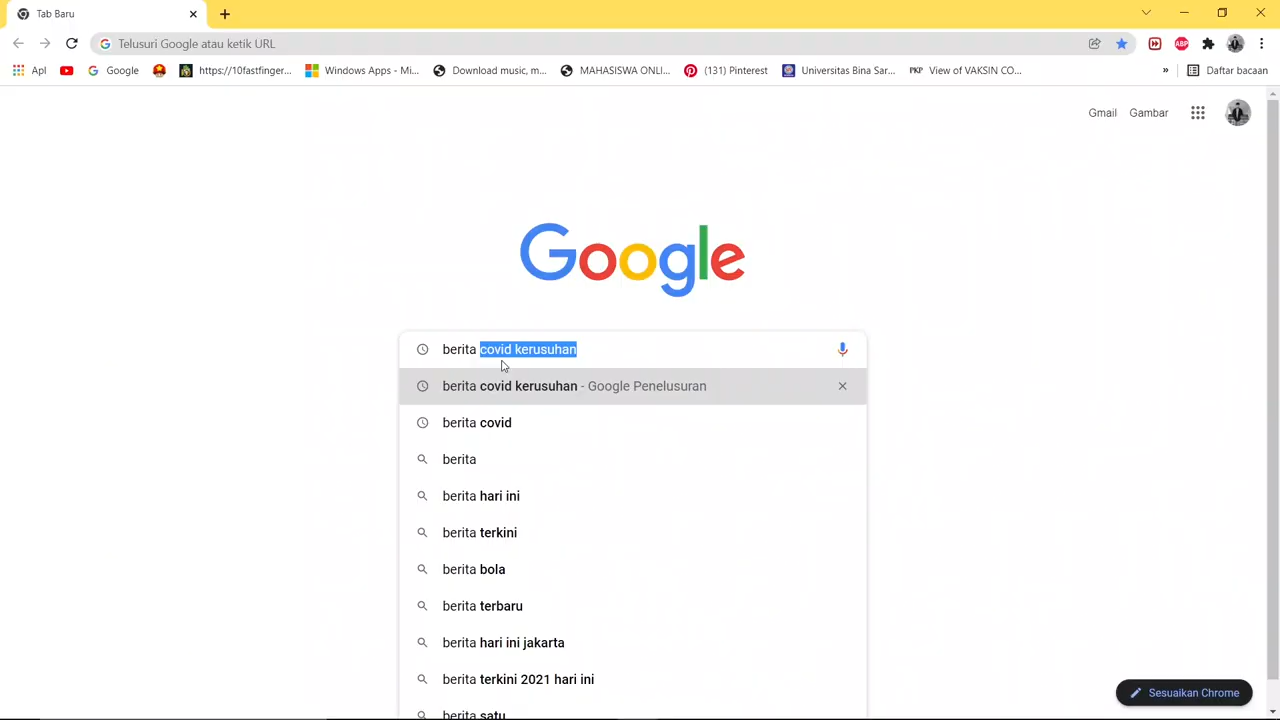 Tab Baru
Telusuri Google atau ketik URL
ABP
Apl
Google
https://10fastfinger...
Windows Apps - Mi...
Download music, m...
MAHASISWA ONLI...
(131) Pinterest
Universitas Bina Sar...
PKP View of VAKSIN CO...
»
Daftar bacaan
Gmail
Gambar
Google
berita covid kerusuhan
berita covid kerusuhan - Google Penelusuran
berita covid
berita
berita hari ini
berita terkini
berita bola
berita terbaru
berita hari ini jakarta
berita terkini 2021 hari ini
berita satu
Sesuaikan Chrome